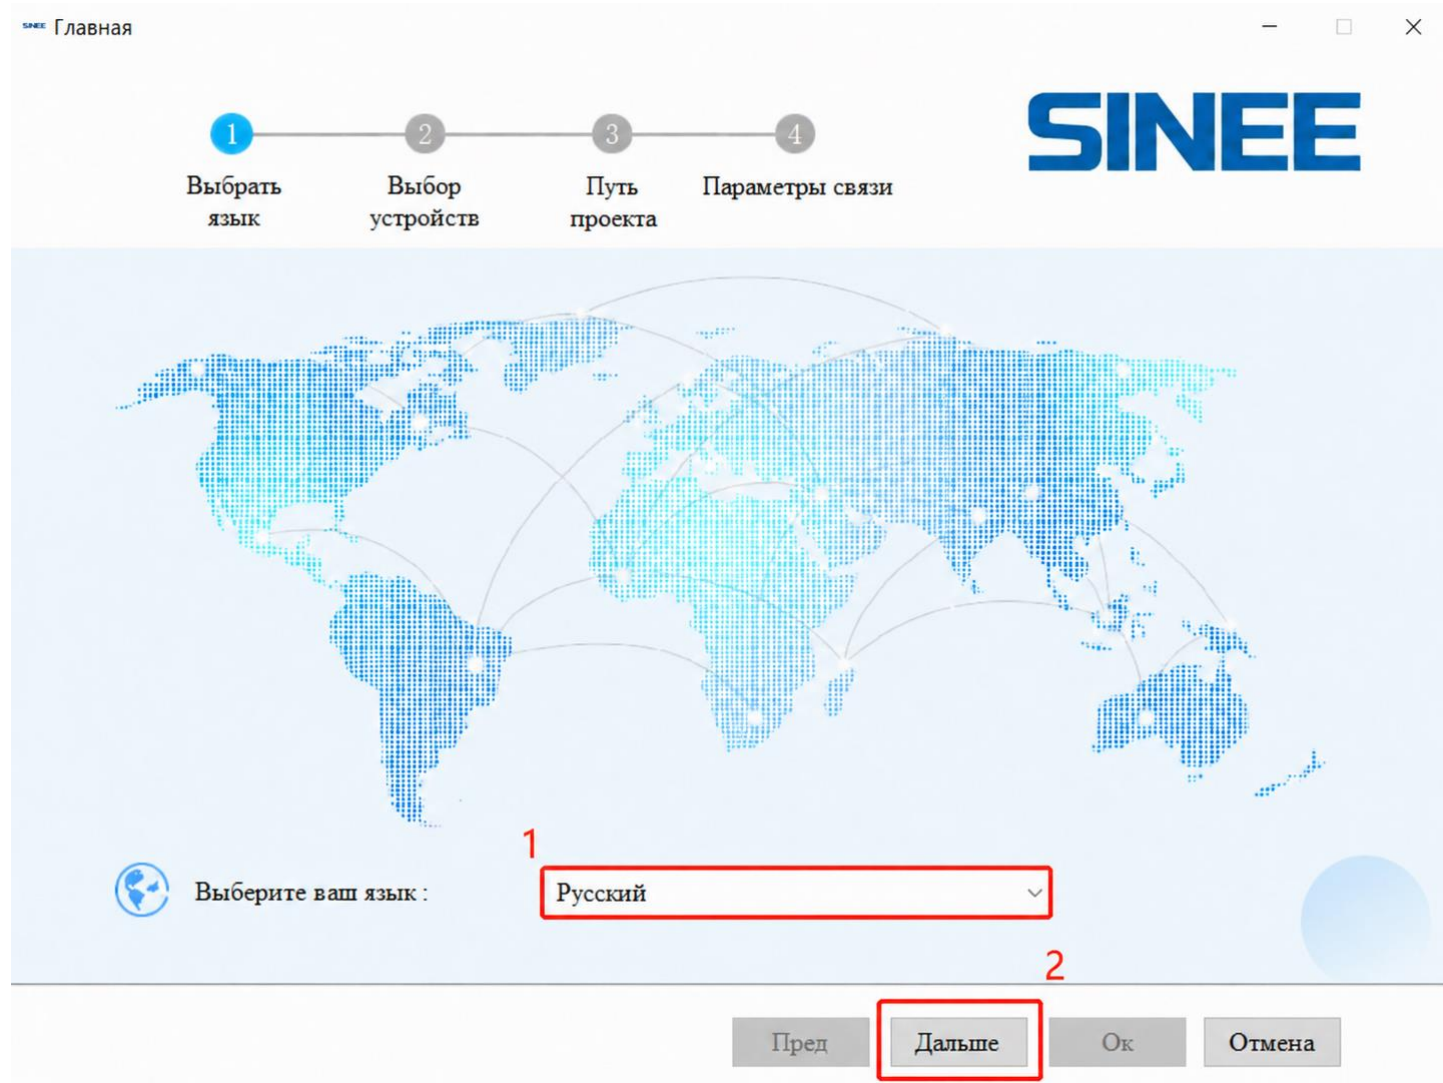 SINEE Главная
SINEE
1 2 3 4
Выбрать язык
Выбор устройств
Путь проекта
Параметры связи
1
Выберите ваш язык :
Русский
2
Пред
Дальше
Ок
Отмена